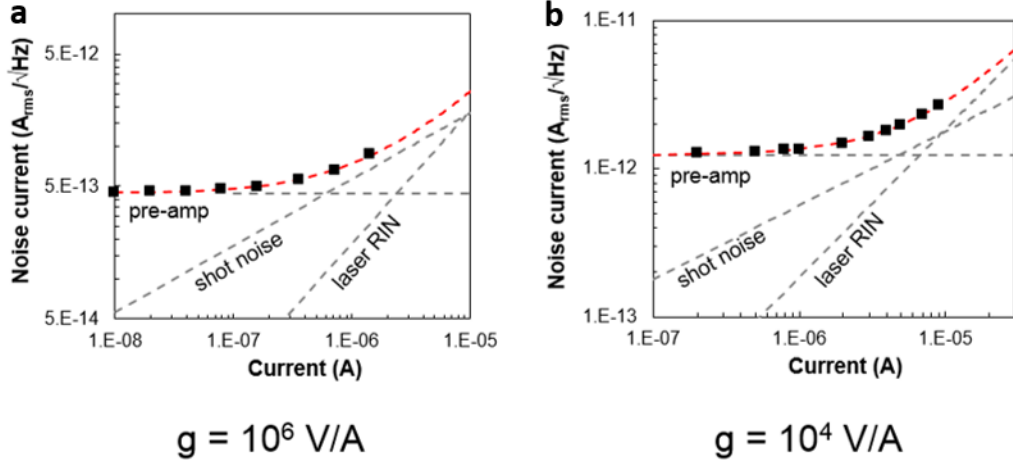 a
Noise current (Arms/√Hz)
5.E-12
5.E-13
5.E-14
pre-amp
shot noise
laser RIN
1.E-08
1.E-07
1.E-06
1.E-05
Current (A)
g = 10⁶ V/A
b
Noise current (Arms/√Hz)
1.E-11
1.E-12
1.E-13
pre-amp
shot noise
laser RIN
1.E-07
1.E-06
1.E-05
Current (A)
g = 10⁴ V/A